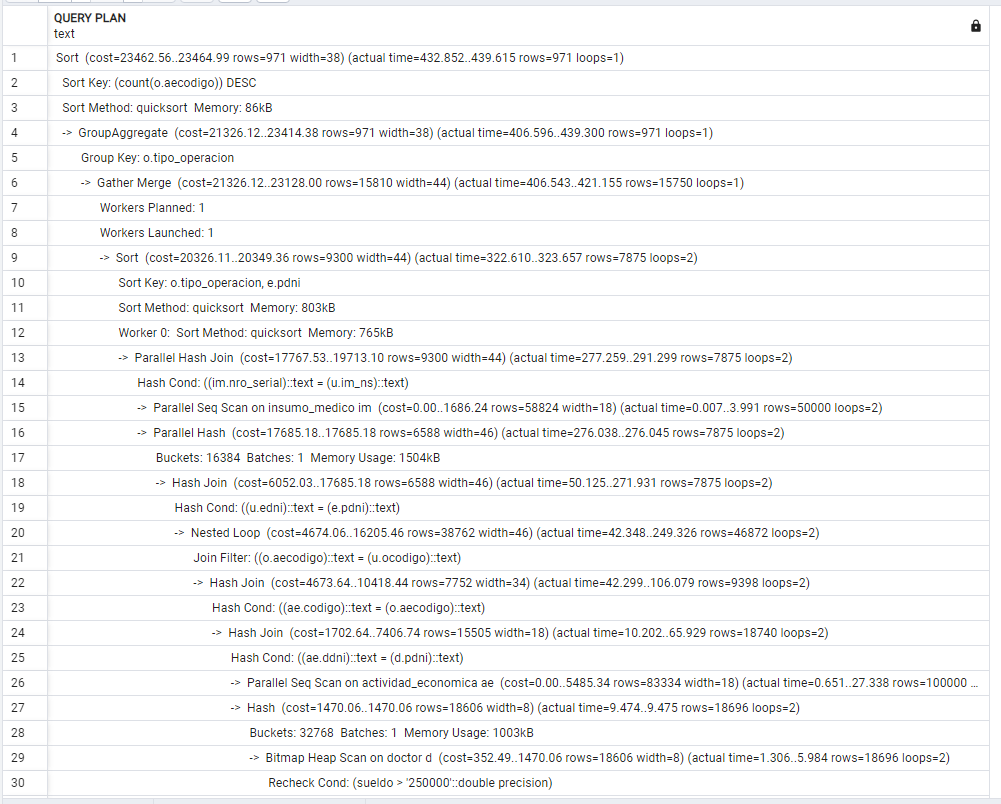 QUERY PLAN
text
1 Sort (cost=23462.56..23464.99 rows=971 width=38) (actual time=432.852..439.615 rows=971 loops=1)
2 Sort Key: (count(o.aecodigo)) DESC
3 Sort Method: quicksort Memory: 86kB
4 -> GroupAggregate (cost=21326.12..23414.38 rows=971 width=38) (actual time=406.596..439.300 rows=971 loops=1)
5 Group Key: o.tipo_operacion
6 -> Gather Merge (cost=21326.12..23128.00 rows=15810 width=44) (actual time=406.543..421.155 rows=15750 loops=1)
7 Workers Planned: 1
8 Workers Launched: 1
9 -> Sort (cost=20326.11..20349.36 rows=9300 width=44) (actual time=322.610..323.657 rows=7875 loops=2)
10 Sort Key: o.tipo_operacion, e.pdni
11 Sort Method: quicksort Memory: 803kB
12 Worker 0: Sort Method: quicksort Memory: 765kB
13 -> Parallel Hash Join (cost=17767.53..19713.10 rows=9300 width=44) (actual time=277.259..291.299 rows=7875 loops=2)
14 Hash Cond: ((im.nro_serial)::text = (u.im_ns)::text)
15 -> Parallel Seq Scan on insumo_medico im (cost=0.00..1686.24 rows=58824 width=18) (actual time=0.007..3.991 rows=50000 loops=2)
16 -> Parallel Hash (cost=17685.18..17685.18 rows=6588 width=46) (actual time=276.038..276.045 rows=7875 loops=2)
17 Buckets: 16384 Batches: 1 Memory Usage: 1504kB
18 -> Hash Join (cost=6052.03..17685.18 rows=6588 width=46) (actual time=50.125..271.931 rows=7875 loops=2)
19 Hash Cond: ((u.edni)::text = (e.pdni)::text)
20 -> Nested Loop (cost=4674.06..16205.46 rows=38762 width=46) (actual time=42.348..249.326 rows=46872 loops=2)
21 Join Filter: ((o.aecodigo)::text = (u.ocodigo)::text)
22 -> Hash Join (cost=4673.64..10418.44 rows=7752 width=34) (actual time=42.299..106.079 rows=9398 loops=2)
23 Hash Cond: ((ae.codigo)::text = (o.aecodigo)::text)
24 -> Hash Join (cost=1702.64..7406.74 rows=15505 width=18) (actual time=10.202..65.929 rows=18740 loops=2)
25 Hash Cond: ((ae.ddni)::text = (d.pdni)::text)
26 -> Parallel Seq Scan on actividad_economica ae (cost=0.00..5485.34 rows=83334 width=18) (actual time=0.651..27.338 rows=100000 ...
27 -> Hash (cost=1470.06..1470.06 rows=18606 width=8) (actual time=9.474..9.475 rows=18696 loops=2)
28 Buckets: 32768 Batches: 1 Memory Usage: 1003kB
29 -> Bitmap Heap Scan on doctor d (cost=352.49..1470.06 rows=18606 width=8) (actual time=1.306..5.984 rows=18696 loops=2)
30 Recheck Cond: (sueldo > '250000'::double precision)